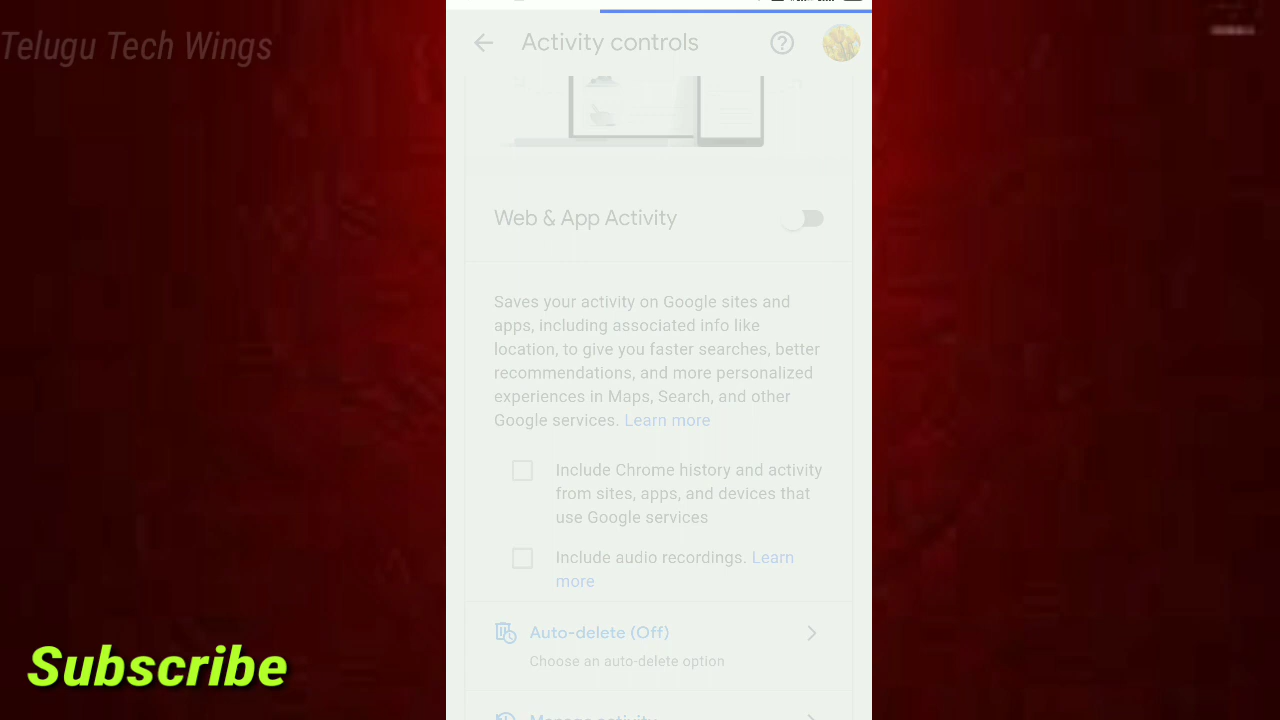 Telugu Tech Wings
Activity controls
Web & App Activity
Saves your activity on Google sites and
apps, including associated info like
location, to give you faster searches, better
recommendations, and more personalized
experiences in Maps, Search, and other
Google services. Learn more
Include Chrome history and activity
from sites, apps, and devices that
use Google services
Include audio recordings. Learn
more
Auto-delete (Off)
Choose an auto-delete option
Manage activity
Subscribe